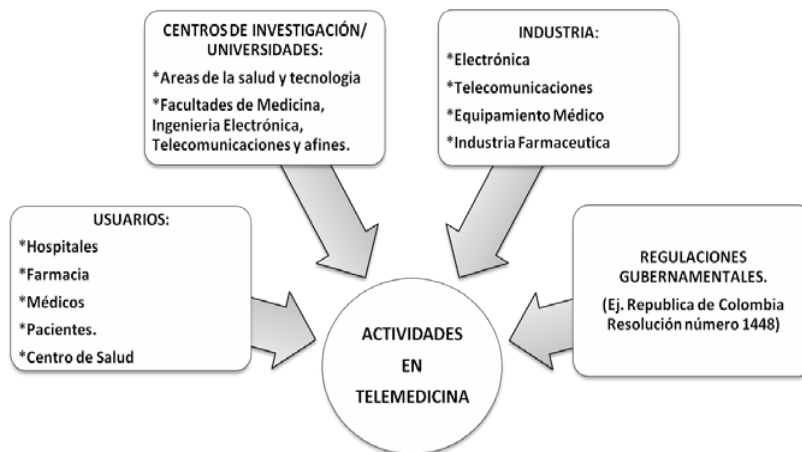 CENTROS DE INVESTIGACIÓN/
UNIVERSIDADES:
*Areas de la salud y tecnologia
*Facultades de Medicina,
Ingenieria Electrónica,
Telecomunicaciones y afines.
INDUSTRIA:
*Electrónica
*Telecomunicaciones
*Equipamiento Médico
*Industria Farmaceutica
USUARIOS:
*Hospitales
*Farmacia
*Médicos
*Pacientes.
*Centro de Salud
REGULACIONES
GUBERNAMENTALES.
(Ej. Republica de Colombia
Resolución número 1448)
ACTIVIDADES
EN
TELEMEDICINA